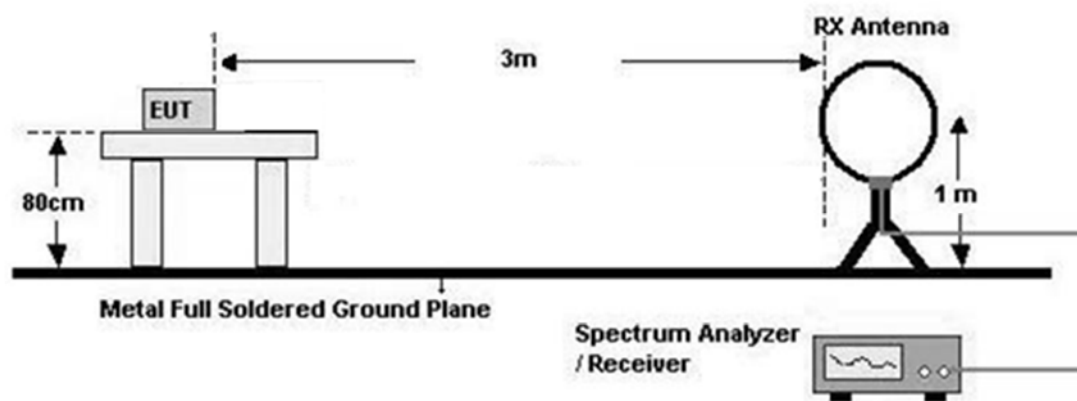 RX Antenna
3m
EUT
80cm
1 m
Metal Full Soldered Ground Plane
Spectrum Analyzer
/ Receiver